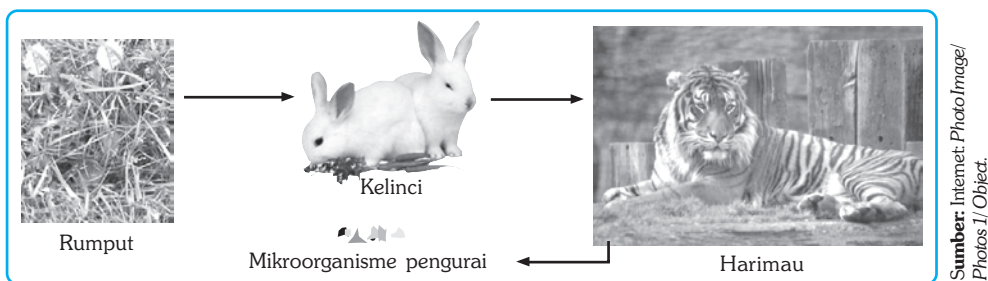 Kelinci
Rumput
Mikroorganisme pengurai
Harimau
Sumber: Internet: Photo Image/
Photos 1/ Object.